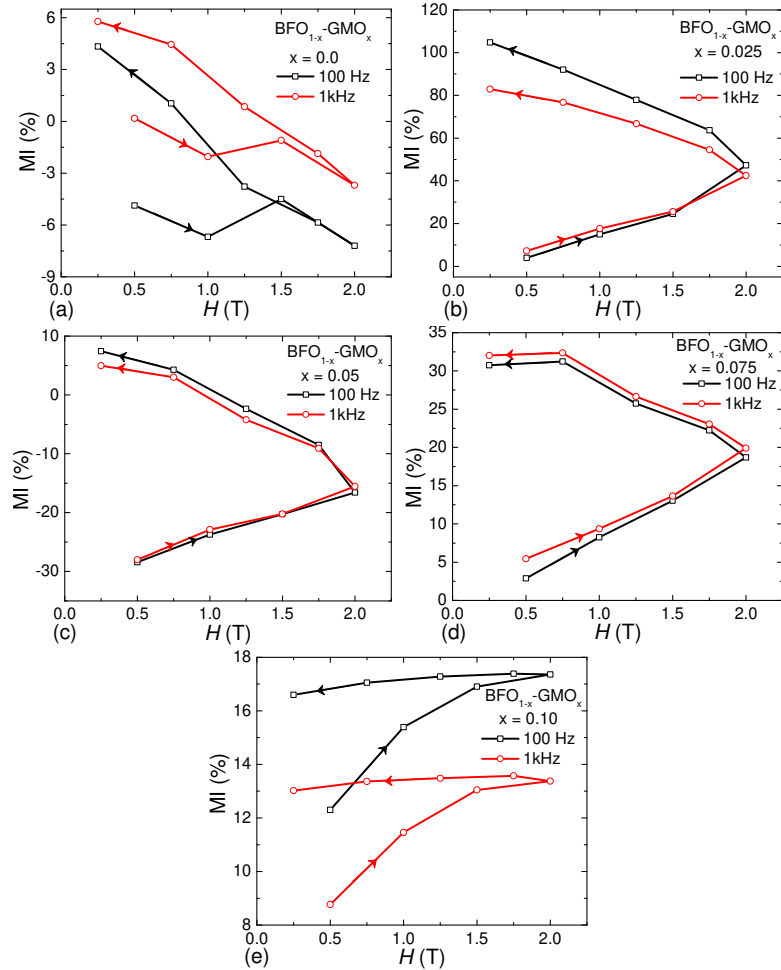 6
3
0
-3
-6
-9
MI (%)
BFO1-x-GMOx
x = 0.0
100 Hz
1kHz
0.0 0.5 1.0 1.5 2.0
H (T)
(a)
120
100
80
60
40
20
0
MI (%)
BFO1-x-GMOx
x = 0.025
100 Hz
1kHz
0.0 0.5 1.0 1.5 2.0
H (T)
(b)
10
0
-10
-20
-30
MI (%)
BFO1-x-GMOx
x = 0.05
100 Hz
1kHz
0.0 0.5 1.0 1.5 2.0
H (T)
(c)
35
30
25
20
15
10
5
0
MI (%)
BFO1-x-GMOx
x = 0.075
100 Hz
1kHz
0.0 0.5 1.0 1.5 2.0
H (T)
(d)
18
16
14
12
10
8
MI (%)
BFO1-x-GMOx
x = 0.10
100 Hz
1kHz
0.0 0.5 1.0 1.5 2.0
H (T)
(e)